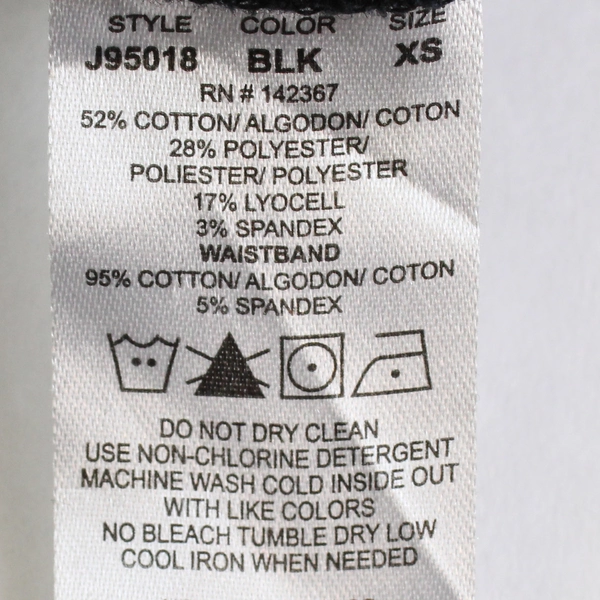 STYLE COLOR SIZE
J95018 BLK XS
RN # 142367
52% COTTON/ ALGODON/ COTON
28% POLYESTER/
POLIESTER/ POLYESTER
17% LYOCELL
3% SPANDEX
WAISTBAND
95% COTTON/ ALGODON/ COTON
5% SPANDEX
DO NOT DRY CLEAN
USE NON-CHLORINE DETERGENT
MACHINE WASH COLD INSIDE OUT
WITH LIKE COLORS
NO BLEACH TUMBLE DRY LOW
COOL IRON WHEN NEEDED